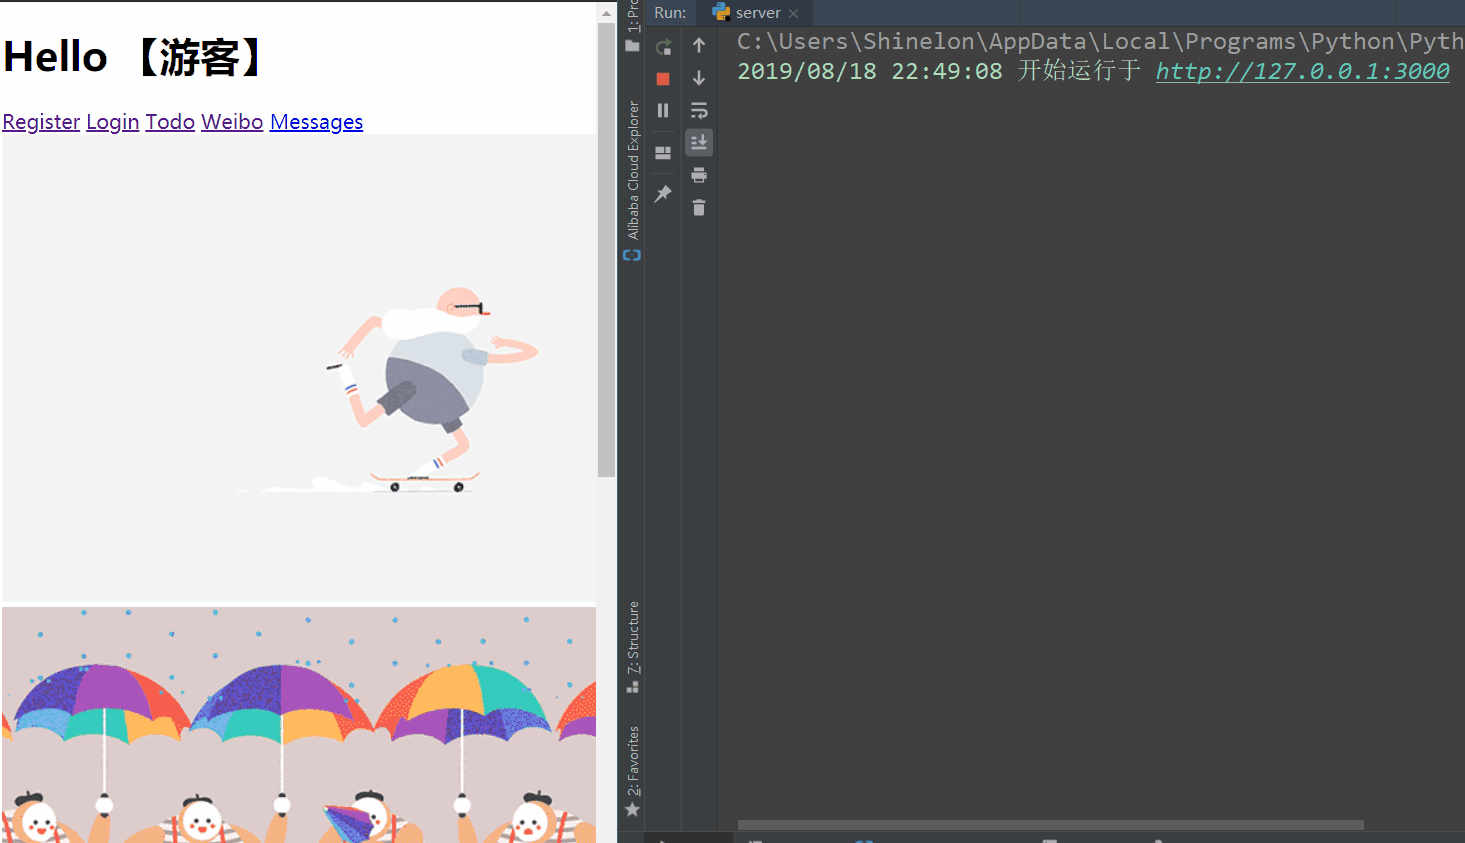 Hello 【游客】
Register Login Todo Weibo Messages
1: Pro
Alibaba Cloud Explorer
7: Structure
2: Favorites
Run: server
C:\Users\Shinelon\AppData\Local\Programs\Python\Pyth
2019/08/18 22:49:08 开始运行于 http://127.0.0.1:3000